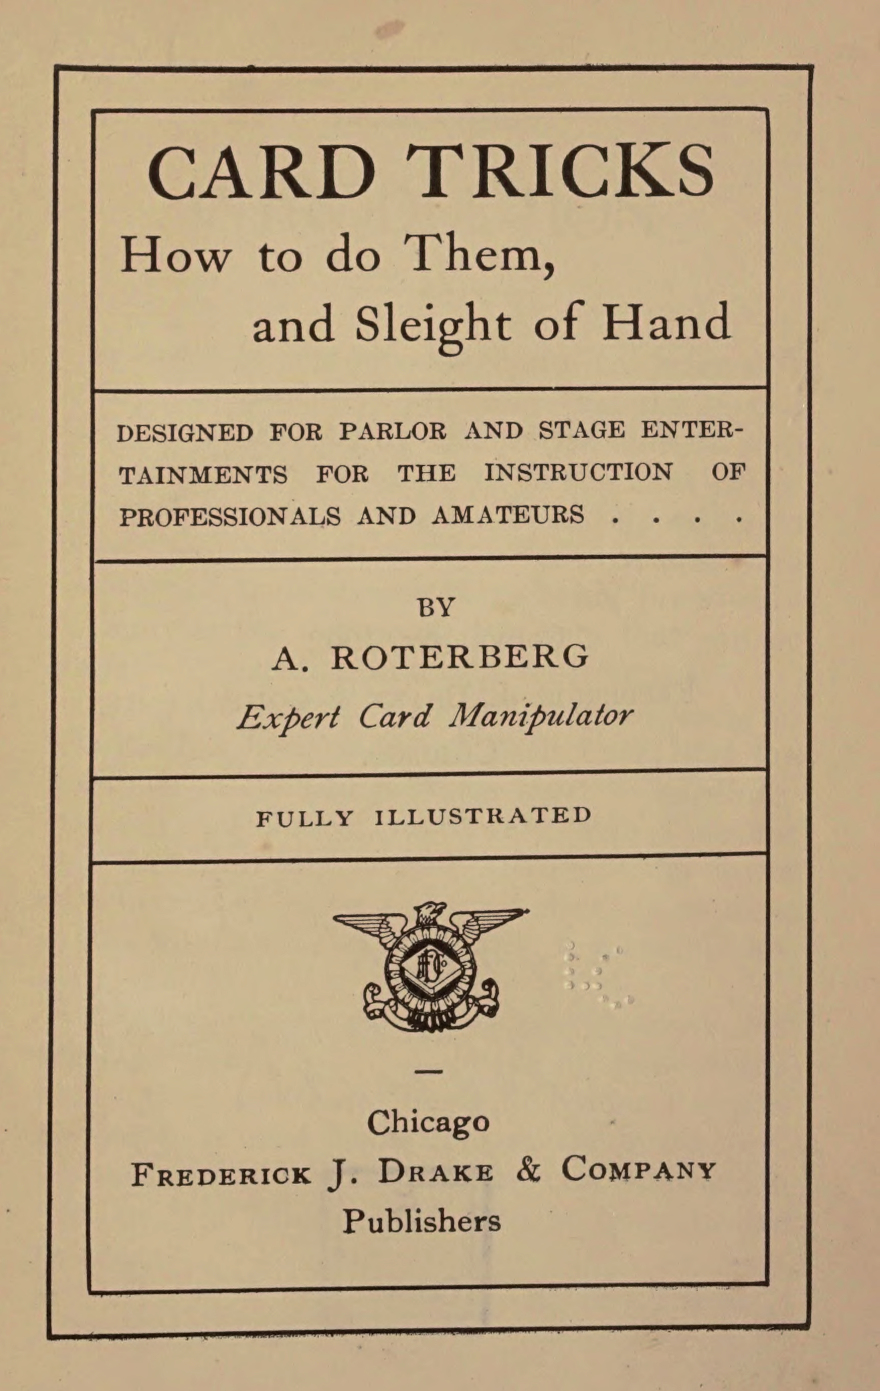 CARD TRICKS
How to do Them,
and Sleight of Hand
DESIGNED FOR PARLOR AND STAGE ENTER-
TAINMENTS FOR THE INSTRUCTION OF
PROFESSIONALS AND AMATEURS . . . .
BY
A. ROTERBERG
Expert Card Manipulator
FULLY ILLUSTRATED
Chicago
FREDERICK J. DRAKE & COMPANY
Publishers